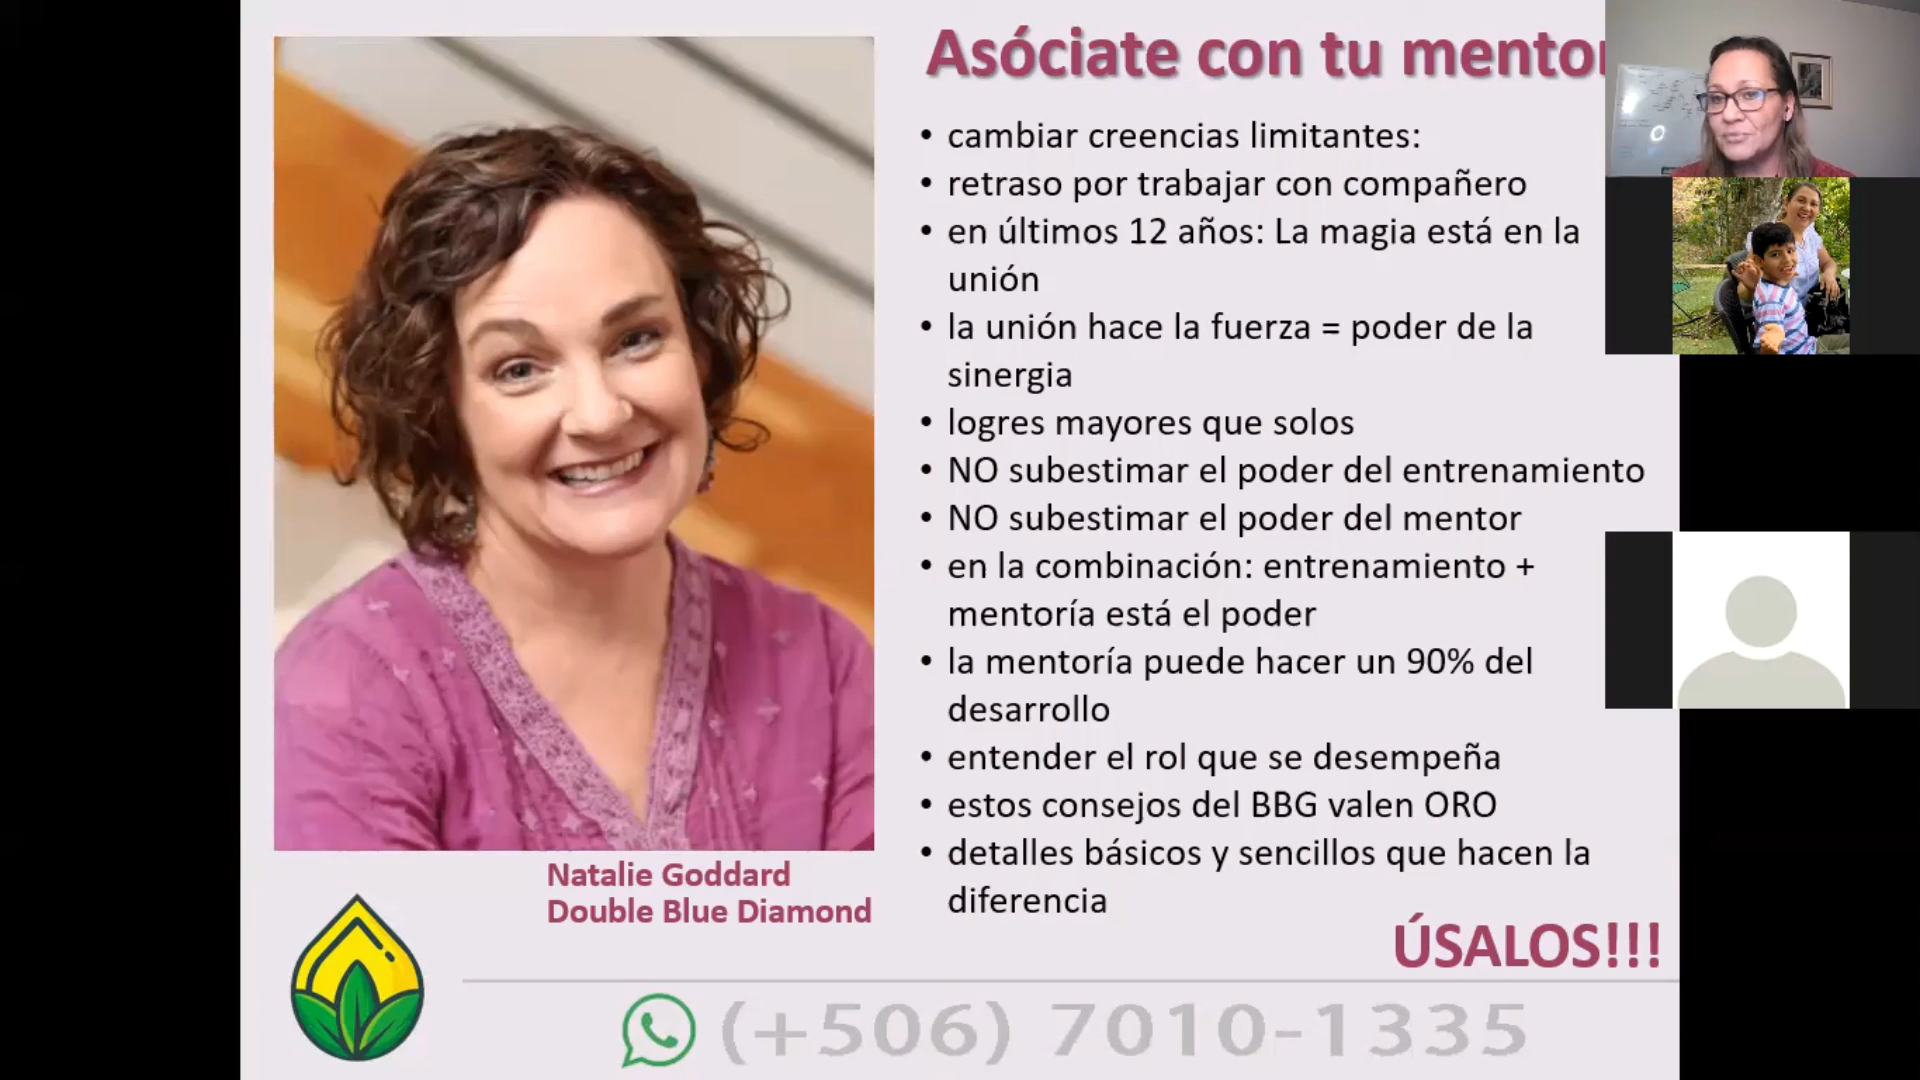 Asóciate con tu mentor
• cambiar creencias limitantes:
• retraso por trabajar con compañero
• en últimos 12 años: La magia está en la
unión
• la unión hace la fuerza = poder de la
sinergia
• logres mayores que solos
• NO subestimar el poder del entrenamiento
• NO subestimar el poder del mentor
• en la combinación: entrenamiento +
mentoría está el poder
• la mentoría puede hacer un 90% del
desarrollo
• entender el rol que se desempeña
• estos consejos del BBG valen ORO
• detalles básicos y sencillos que hacen la
diferencia
ÚSALOS!!!
Natalie Goddard
Double Blue Diamond
(+506) 7010-1335